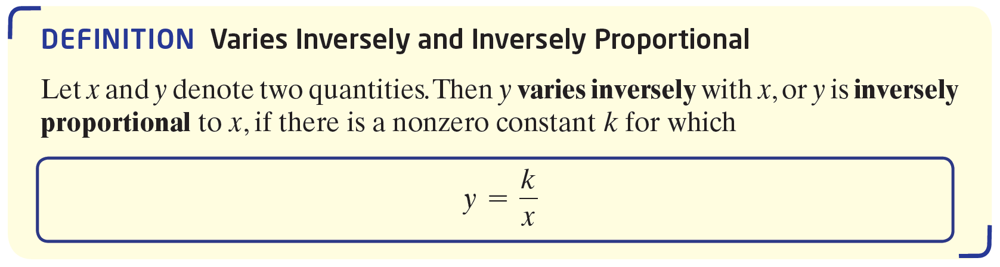 DEFINITION Varies Inversely and Inversely Proportional
Let x and y denote two quantities. Then y varies inversely with x, or y is inversely
proportional to x, if there is a nonzero constant k for which
y = k/x